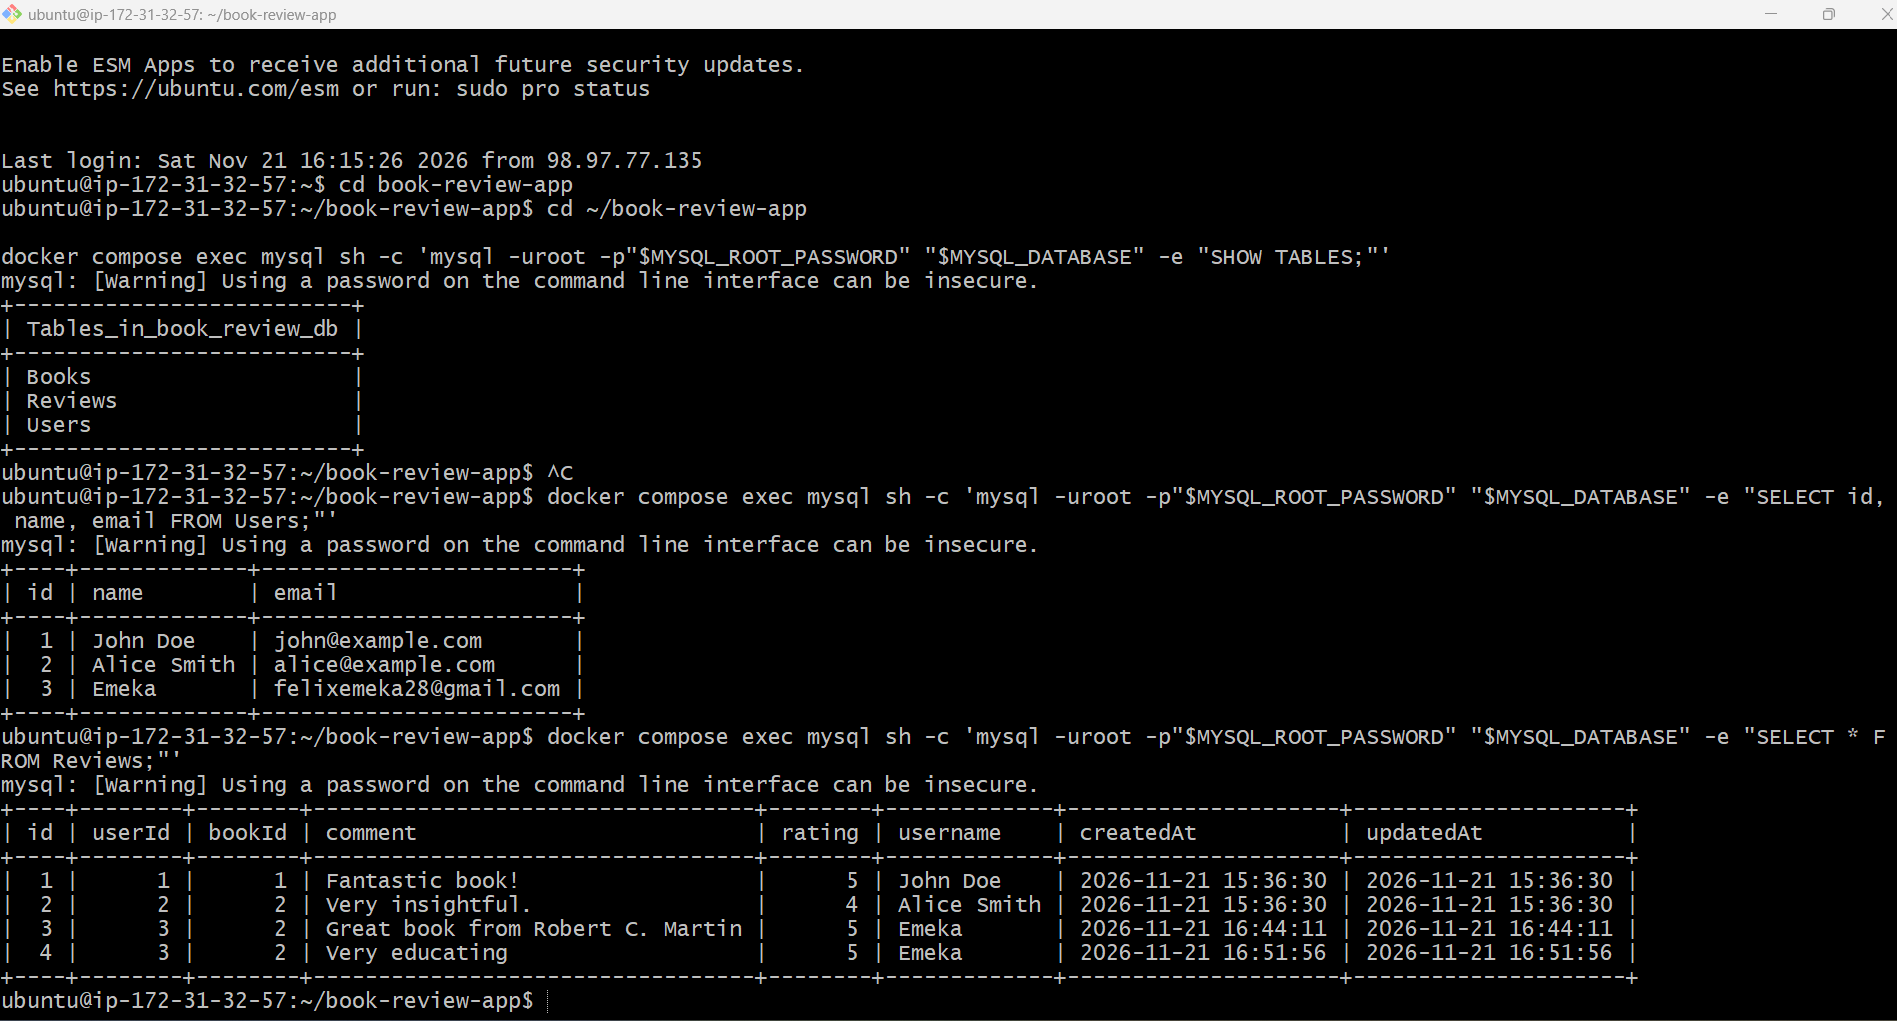 ubuntu@ip-172-31-32-57: ~/book-review-app
Enable ESM Apps to receive additional future security updates.
See https://ubuntu.com/esm or run: sudo pro status
Last login: Sat Nov 21 16:15:26 2026 from 98.97.77.135
ubuntu@ip-172-31-32-57:~$ cd book-review-app
ubuntu@ip-172-31-32-57:~/book-review-app$ cd ~/book-review-app
docker compose exec mysql sh -c 'mysql -uroot -p"$MYSQL_ROOT_PASSWORD" "$MYSQL_DATABASE" -e "SHOW TABLES;"'
mysql: [Warning] Using a password on the command line interface can be insecure.
+--------------------------+
| Tables_in_book_review_db |
+--------------------------+
| Books                    |
| Reviews                  |
| Users                    |
+--------------------------+
ubuntu@ip-172-31-32-57:~/book-review-app$ ^C
ubuntu@ip-172-31-32-57:~/book-review-app$ docker compose exec mysql sh -c 'mysql -uroot -p"$MYSQL_ROOT_PASSWORD" "$MYSQL_DATABASE" -e "SELECT id,
 name, email FROM Users;"'
mysql: [Warning] Using a password on the command line interface can be insecure.
+----+-------------+------------------------+
| id | name        | email                  |
+----+-------------+------------------------+
|  1 | John Doe    | john@example.com       |
|  2 | Alice Smith | alice@example.com      |
|  3 | Emeka       | felixemeka28@gmail.com |
+----+-------------+------------------------+
ubuntu@ip-172-31-32-57:~/book-review-app$ docker compose exec mysql sh -c 'mysql -uroot -p"$MYSQL_ROOT_PASSWORD" "$MYSQL_DATABASE" -e "SELECT * F
ROM Reviews;"'
mysql: [Warning] Using a password on the command line interface can be insecure.
+----+--------+--------+----------------------------------+--------+-------------+---------------------+---------------------+
| id | userId | bookId | comment                          | rating | username    | createdAt           | updatedAt           |
+----+--------+--------+----------------------------------+--------+-------------+---------------------+---------------------+
|  1 |      1 |      1 | Fantastic book!                  |      5 | John Doe    | 2026-11-21 15:36:30 | 2026-11-21 15:36:30 |
|  2 |      2 |      2 | Very insightful.                 |      4 | Alice Smith | 2026-11-21 15:36:30 | 2026-11-21 15:36:30 |
|  3 |      3 |      2 | Great book from Robert C. Martin |      5 | Emeka       | 2026-11-21 16:44:11 | 2026-11-21 16:44:11 |
|  4 |      3 |      2 | Very educating                   |      5 | Emeka       | 2026-11-21 16:51:56 | 2026-11-21 16:51:56 |
+----+--------+--------+----------------------------------+--------+-------------+---------------------+---------------------+
ubuntu@ip-172-31-32-57:~/book-review-app$